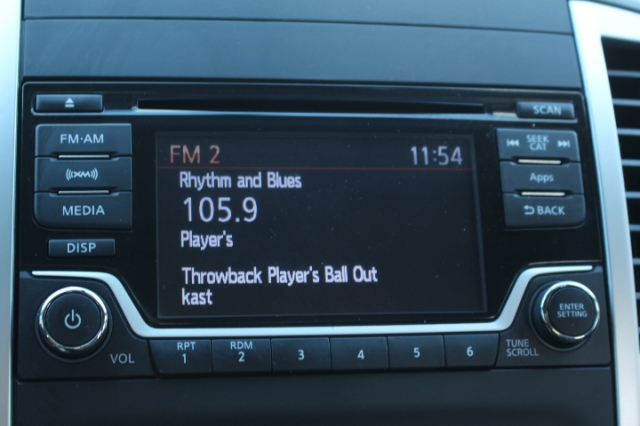 SCAN
FM·AM
((XM))
MEDIA
DISP
FM 2 11:54
Rhythm and Blues
105.9
Player's
Throwback Player's Ball Out
kast
SEEK
CAT
Apps
BACK
VOL
RPT
1
RDM
2
3
4
5
6
TUNE
SCROLL
ENTER
SETTING